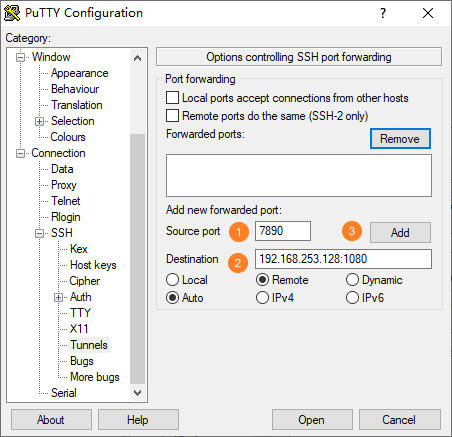 PuTTY Configuration
?
Category:
Window
Appearance
Behaviour
Translation
Selection
Colours
Connection
Data
Proxy
Telnet
Rlogin
SSH
Kex
Host keys
Cipher
Auth
TTY
X11
Tunnels
Bugs
More bugs
Serial
Options controlling SSH port forwarding
Port forwarding
Local ports accept connections from other hosts
Remote ports do the same (SSH-2 only)
Forwarded ports:
Remove
Add new forwarded port:
Source port 1 7890 3 Add
Destination 2 192.168.253.128:1080
Local Remote Dynamic
Auto IPv4 IPv6
About Help Open Cancel